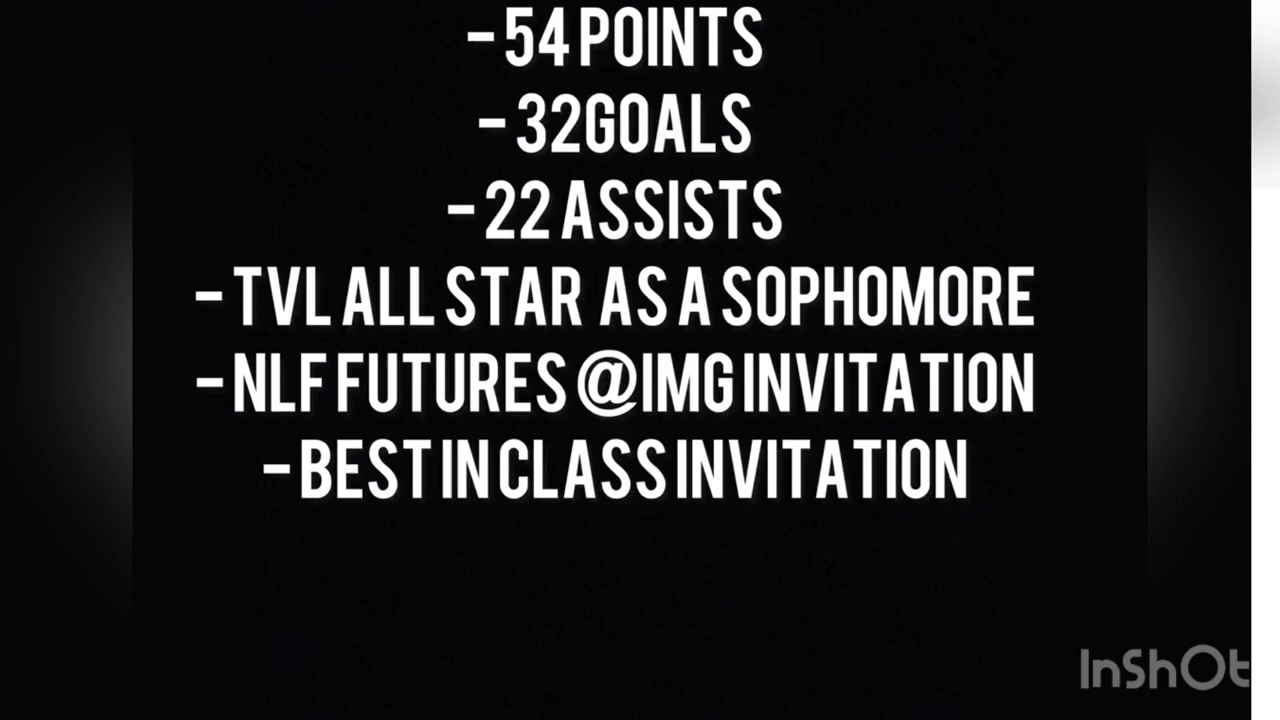 - 54 POINTS
- 32GOALS
- 22 ASSISTS
- TVL ALL STAR AS A SOPHOMORE
- NLF FUTURES @IMG INVITATION
- BEST IN CLASS INVITATION
InShOt